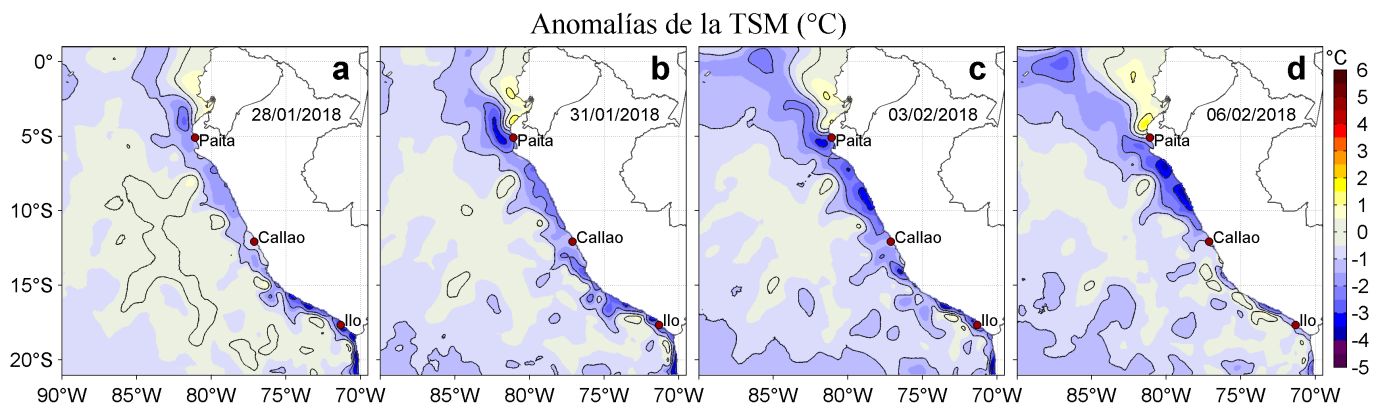 Anomalías de la TSM (°C)
a
28/01/2018
Paita
Callao
Ilo
b
31/01/2018
Paita
Callao
Ilo
c
03/02/2018
Paita
Callao
Ilo
d
06/02/2018
Paita
Callao
Ilo
0°
5°S
10°S
15°S
20°S
90°W 85°W 80°W 75°W 70°W
85°W 80°W 75°W 70°W
85°W 80°W 75°W 70°W
85°W 80°W 75°W 70°W
°C
6
5
4
3
2
1
0
-1
-2
-3
-4
-5